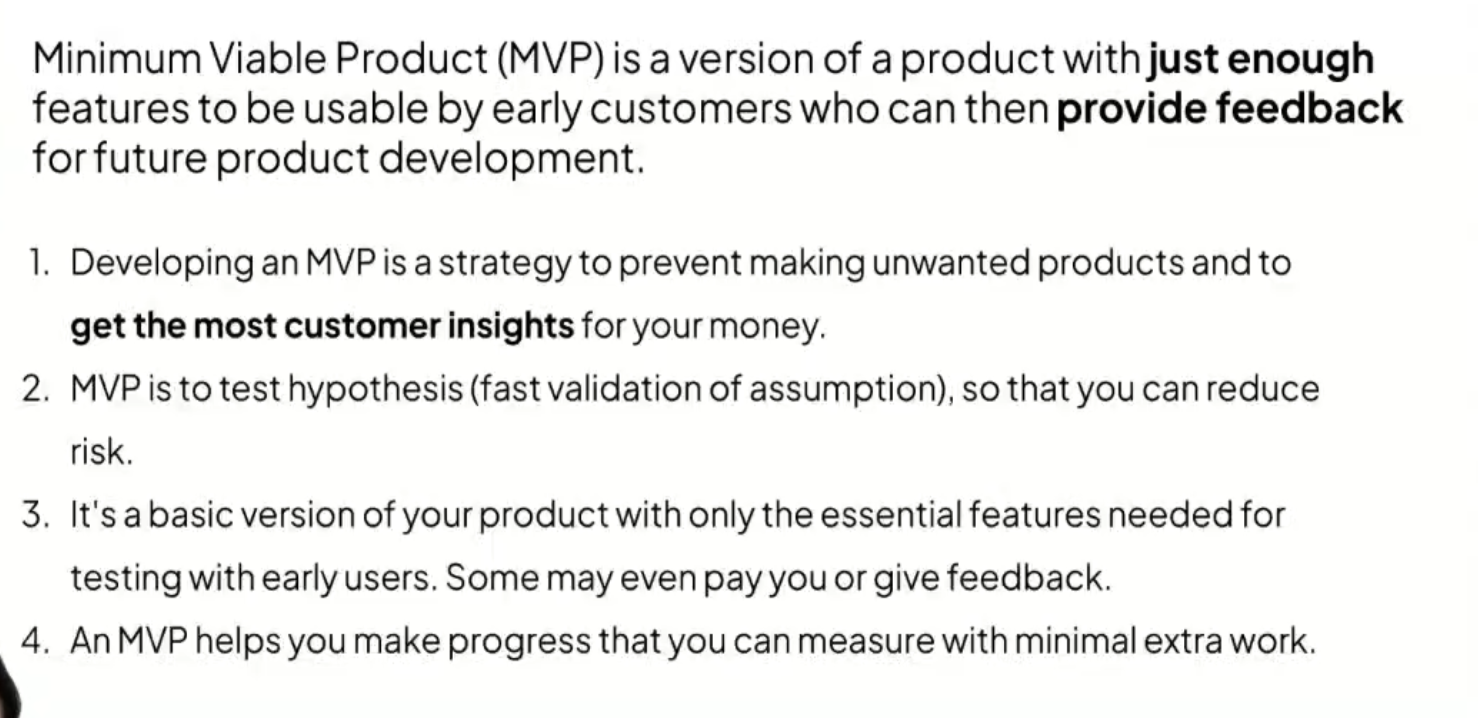 Minimum Viable Product (MVP) is a version of a product with just enough
features to be usable by early customers who can then provide feedback
for future product development.
1. Developing an MVP is a strategy to prevent making unwanted products and to
get the most customer insights for your money.
2. MVP is to test hypothesis (fast validation of assumption), so that you can reduce
risk.
3. It's a basic version of your product with only the essential features needed for
testing with early users. Some may even pay you or give feedback.
4. An MVP helps you make progress that you can measure with minimal extra work.